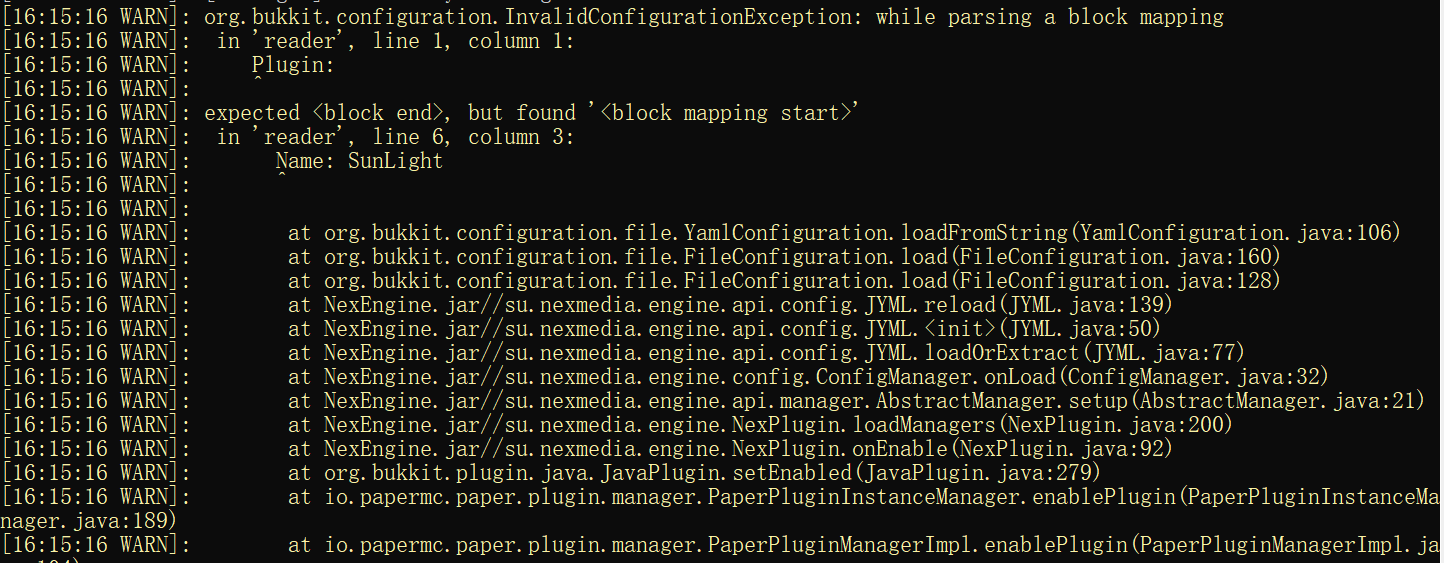 [16:15:16 WARN]: org.bukkit.configuration.InvalidConfigurationException: while parsing a block mapping
[16:15:16 WARN]:  in 'reader', line 1, column 1:
[16:15:16 WARN]:     Plugin:
[16:15:16 WARN]:     ^
[16:15:16 WARN]: expected <block end>, but found '<block mapping start>'
[16:15:16 WARN]:  in 'reader', line 6, column 3:
[16:15:16 WARN]:       Name: SunLight
[16:15:16 WARN]:       ^
[16:15:16 WARN]:
[16:15:16 WARN]:        at org.bukkit.configuration.file.YamlConfiguration.loadFromString(YamlConfiguration.java:106)
[16:15:16 WARN]:        at org.bukkit.configuration.file.FileConfiguration.load(FileConfiguration.java:160)
[16:15:16 WARN]:        at org.bukkit.configuration.file.FileConfiguration.load(FileConfiguration.java:128)
[16:15:16 WARN]:        at NexEngine.jar//su.nexmedia.engine.api.config.JYML.reload(JYML.java:139)
[16:15:16 WARN]:        at NexEngine.jar//su.nexmedia.engine.api.config.JYML.<init>(JYML.java:50)
[16:15:16 WARN]:        at NexEngine.jar//su.nexmedia.engine.api.config.JYML.loadOrExtract(JYML.java:77)
[16:15:16 WARN]:        at NexEngine.jar//su.nexmedia.engine.config.ConfigManager.onLoad(ConfigManager.java:32)
[16:15:16 WARN]:        at NexEngine.jar//su.nexmedia.engine.api.manager.AbstractManager.setup(AbstractManager.java:21)
[16:15:16 WARN]:        at NexEngine.jar//su.nexmedia.engine.NexPlugin.loadManagers(NexPlugin.java:200)
[16:15:16 WARN]:        at NexEngine.jar//su.nexmedia.engine.NexPlugin.onEnable(NexPlugin.java:92)
[16:15:16 WARN]:        at org.bukkit.plugin.java.JavaPlugin.setEnabled(JavaPlugin.java:279)
[16:15:16 WARN]:        at io.papermc.paper.plugin.manager.PaperPluginInstanceManager.enablePlugin(PaperPluginInstanceMa
nager.java:189)
[16:15:16 WARN]:        at io.papermc.paper.plugin.manager.PaperPluginManagerImpl.enablePlugin(PaperPluginManagerImpl.ja